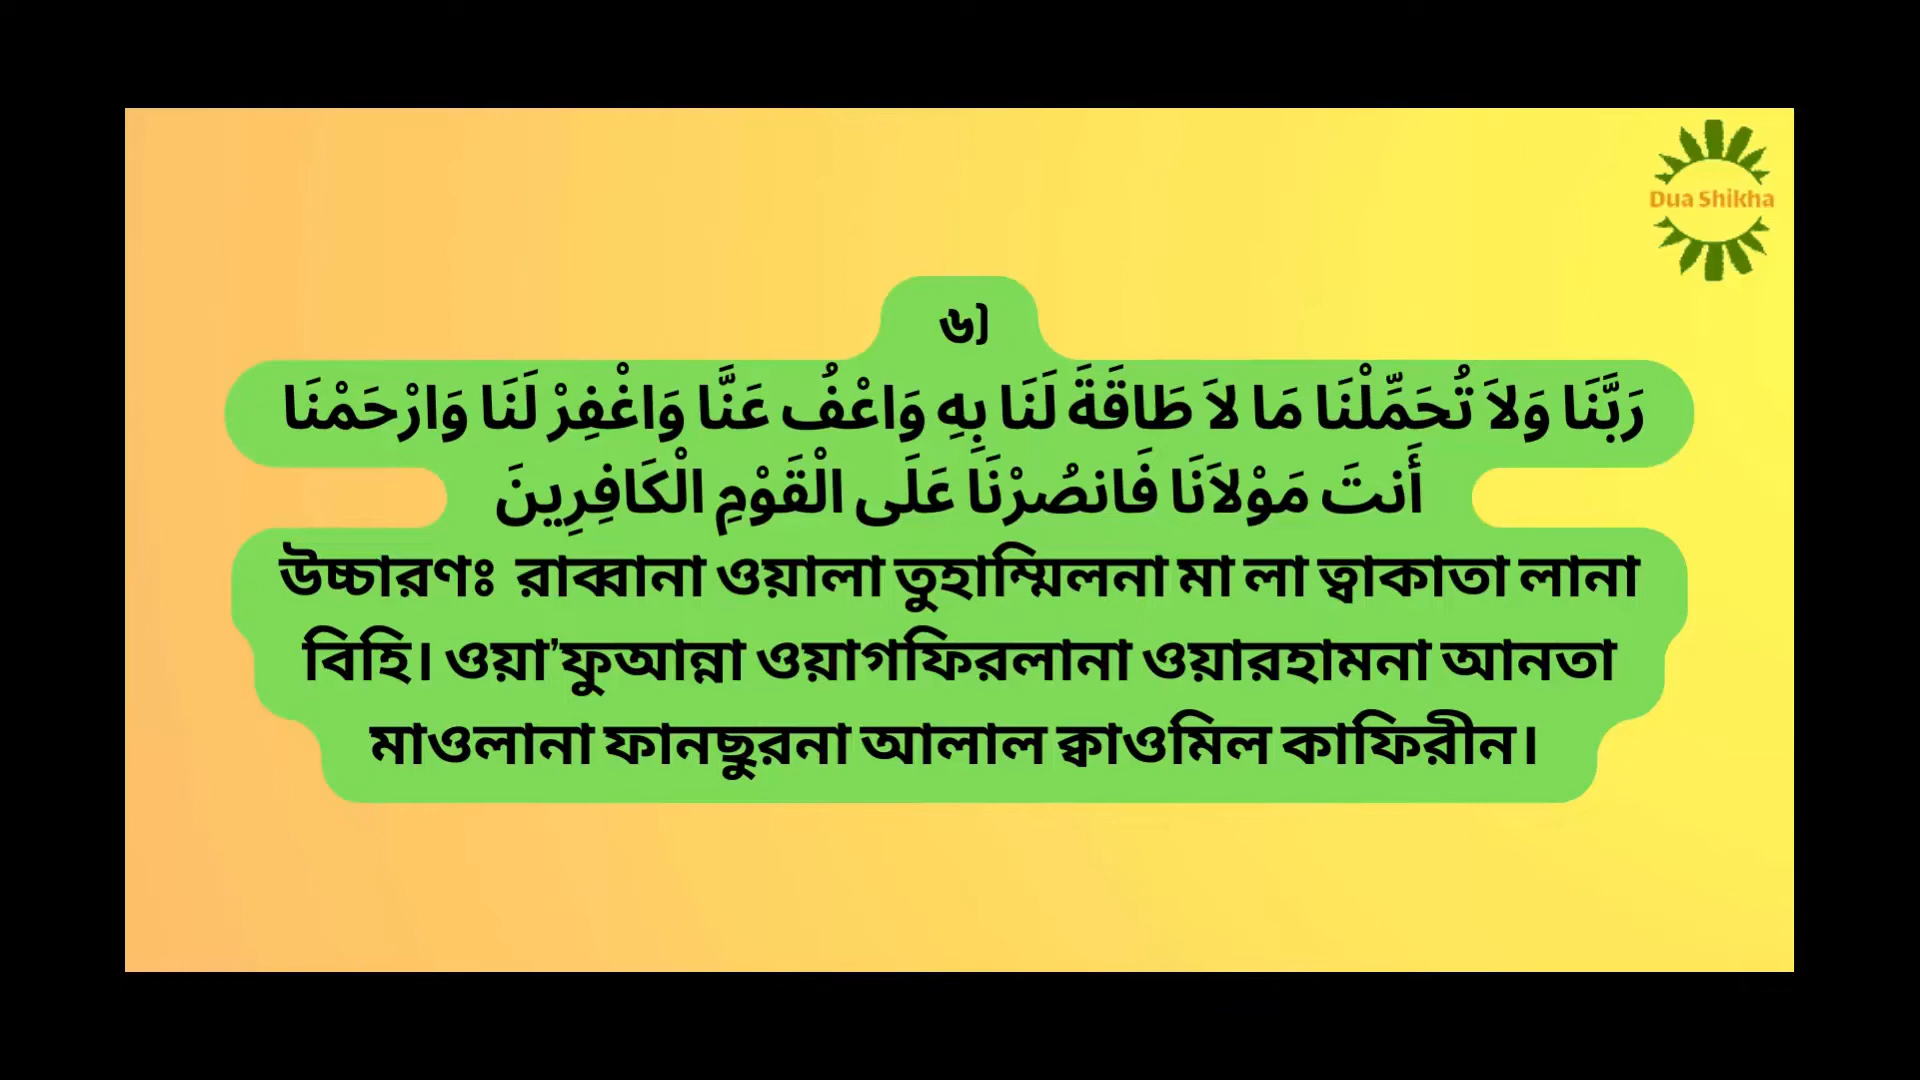 Dua Shikha
৬)
رَبَّنَا وَلاَ تُحَمِّلْنَا مَا لاَ طَاقَةَ لَنَا بِهِ وَاعْفُ عَنَّا وَاغْفِرْ لَنَا وَارْحَمْنَا
أَنتَ مَوْلاَنَا فَانصُرْنَا عَلَى الْقَوْمِ الْكَافِرِينَ
উচ্চারণঃ রাব্বানা ওয়ালা তুহাম্মিলনা মা লা ত্বাকাতা লানা
বিহি। ওয়া’ফুআন্না ওয়াগফিরলানা ওয়ারহামনা আনতা
মাওলানা ফানছুরনা আলাল ক্বাওমিল কাফিরীন।